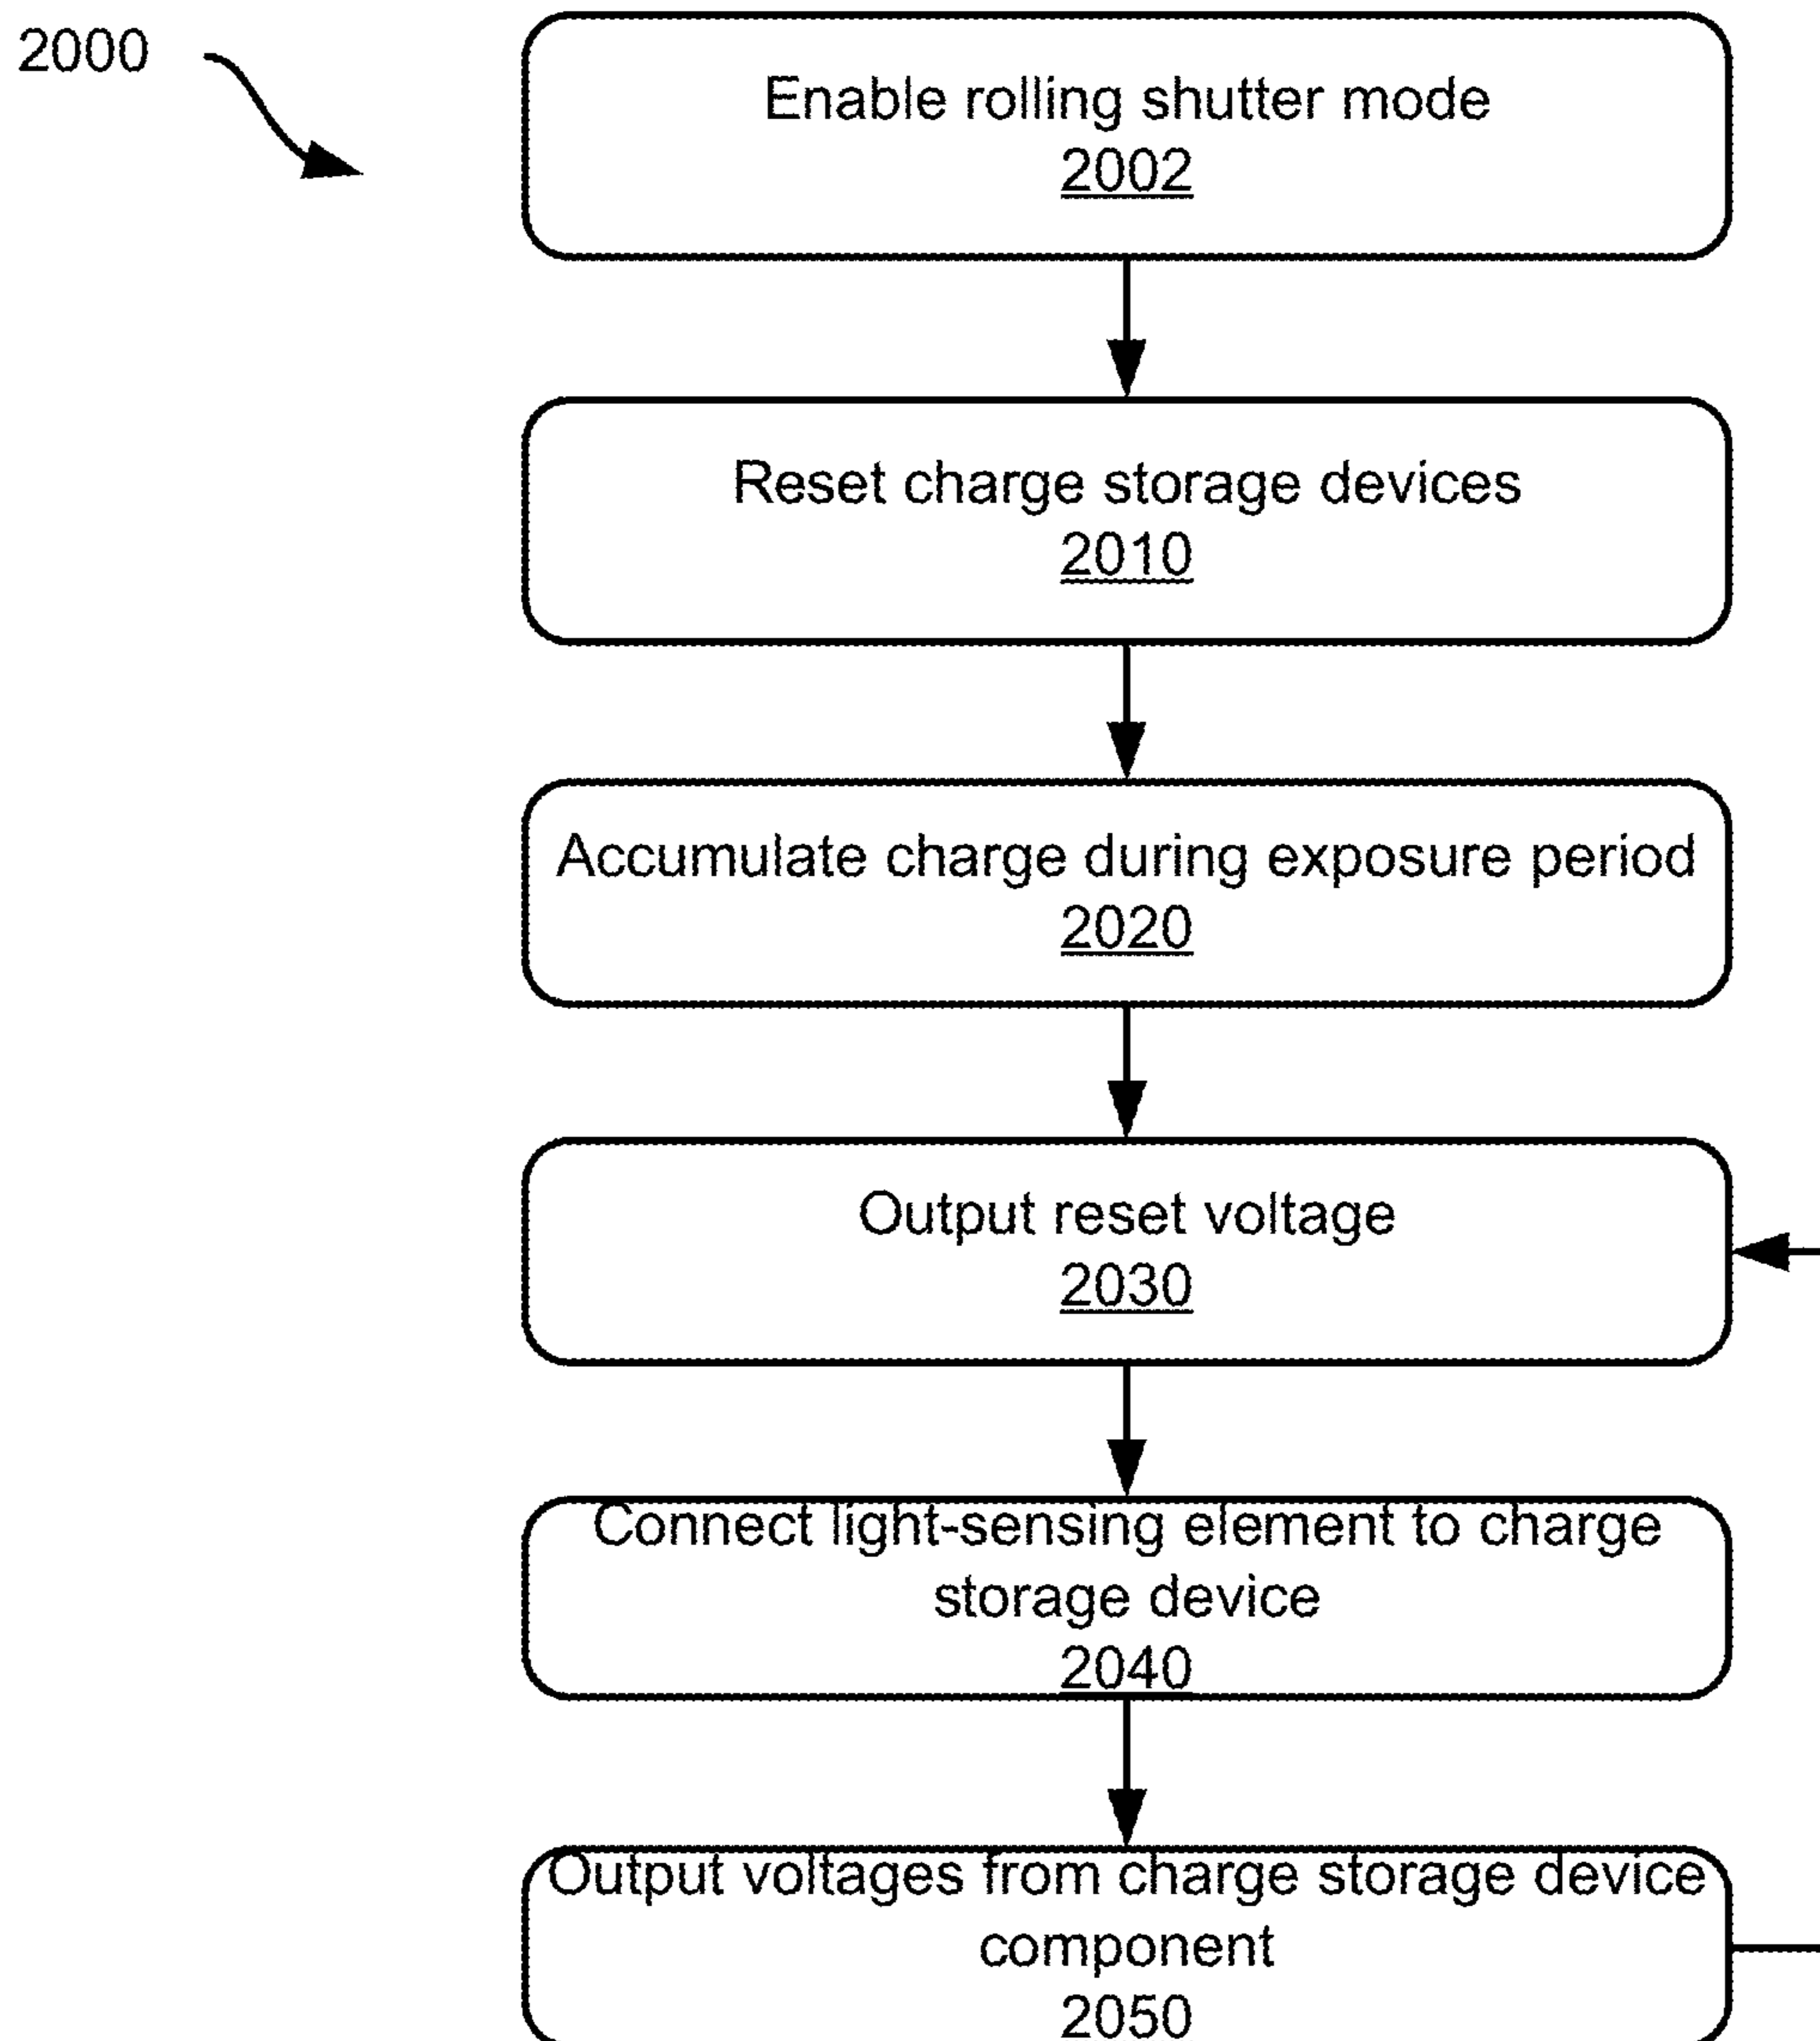 2000
Enable rolling shutter mode
2002
Reset charge storage devices
2010
Accumulate charge during exposure period
2020
Output reset voltage
2030
Connect light-sensing element to charge
storage device
2040
Output voltages from charge storage device
component
2050